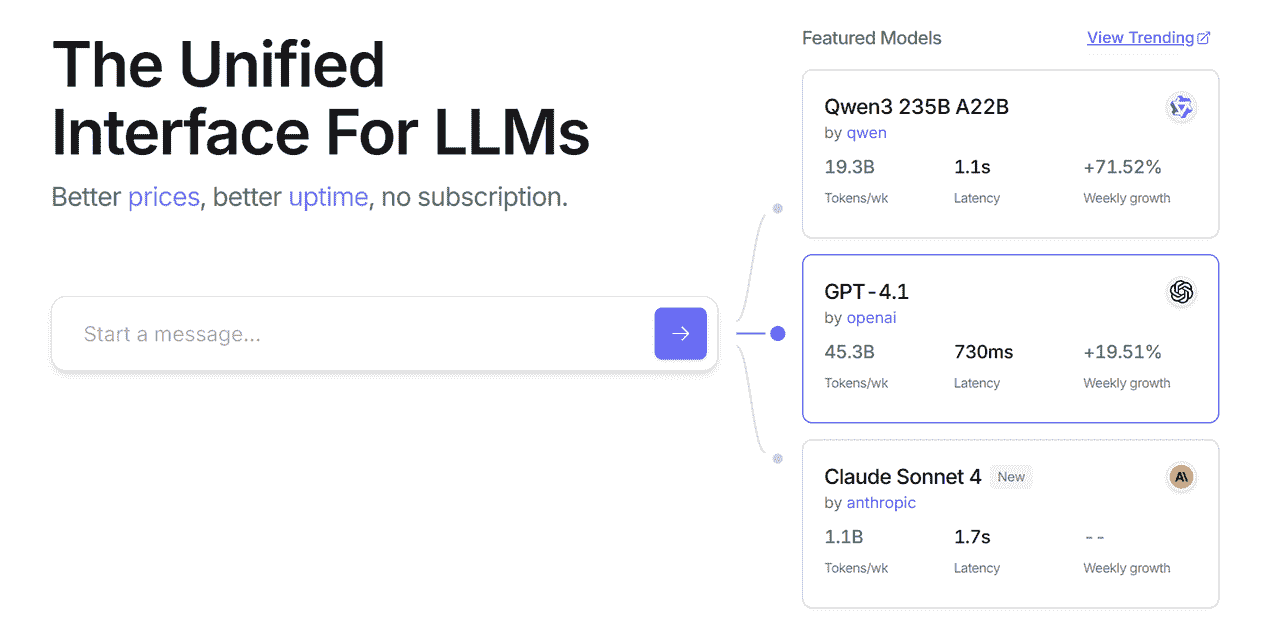 The Unified
Interface For LLMs
Better prices, better uptime, no subscription.
Start a message...
Featured Models
View Trending
Qwen3 235B A22B
by qwen
19.3B 1.1s +71.52%
Tokens/wk Latency Weekly growth
GPT-4.1
by openai
45.3B 730ms +19.51%
Tokens/wk Latency Weekly growth
Claude Sonnet 4 New
by anthropic
1.1B 1.7s --
Tokens/wk Latency Weekly growth